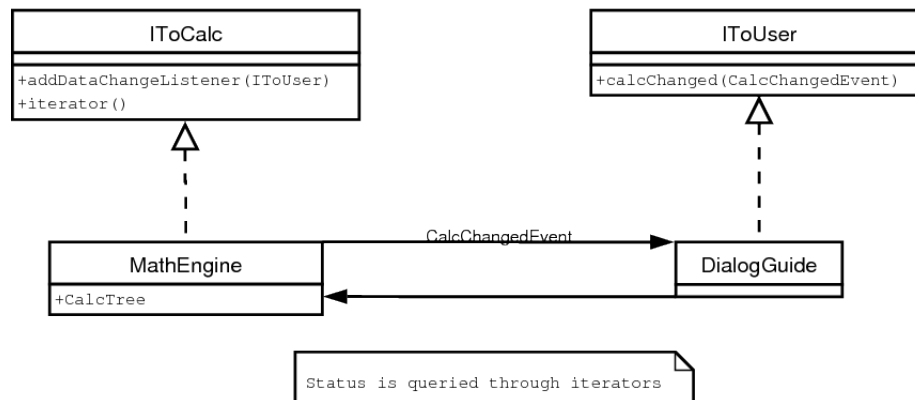 IToCalc
+addDataChangeListener(IToUser)
+iterator()
IToUser
+calcChanged(CalcChangedEvent)
CalcChangedEvent
MathEngine
+CalcTree
DialogGuide
Status is queried through iterators